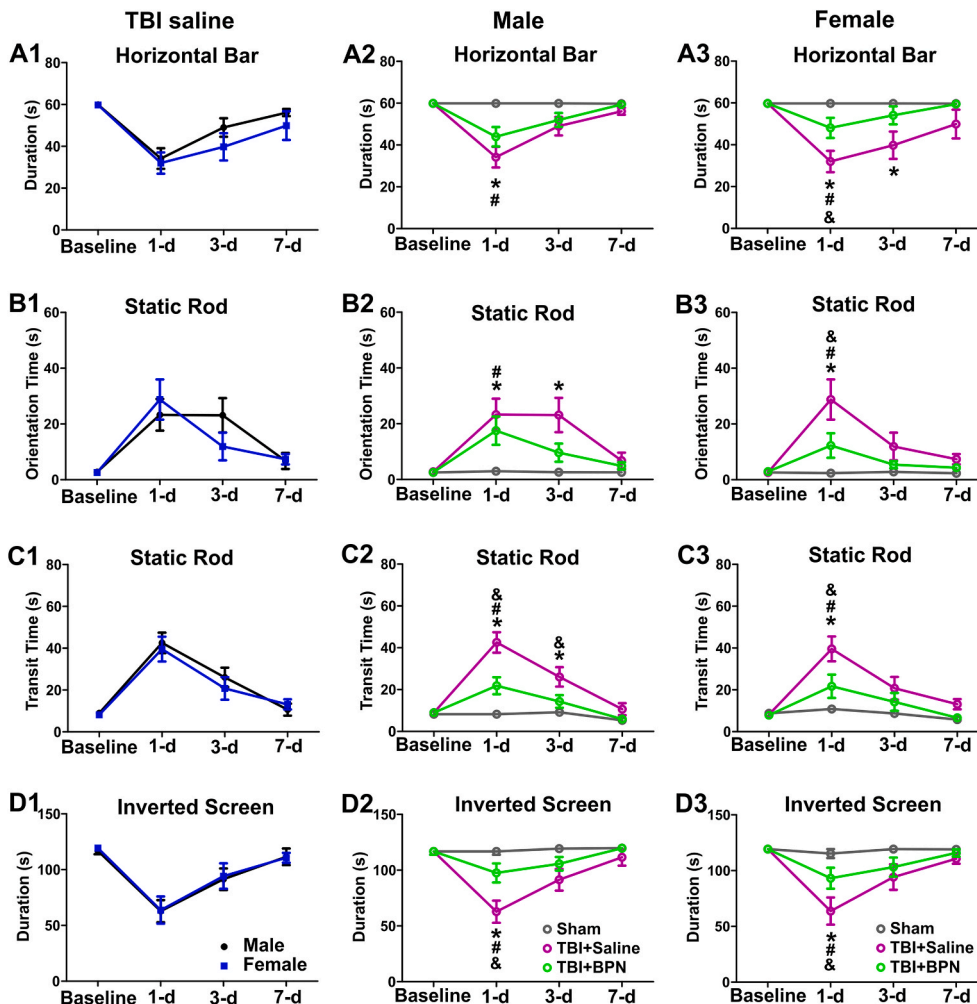 TBI saline
Male
Female
A1
Horizontal Bar
Duration (s)
80
60
40
20
0
Baseline 1-d 3-d 7-d
A2
Horizontal Bar
Duration (s)
80
60
40
20
0
*
#
Baseline 1-d 3-d 7-d
A3
Horizontal Bar
Duration (s)
80
60
40
20
0
*
#
&
*
Baseline 1-d 3-d 7-d
B1
Static Rod
Orientation Time (s)
60
40
20
0
Baseline 1-d 3-d 7-d
B2
Static Rod
Orientation Time (s)
60
40
20
0
#
*
*
Baseline 1-d 3-d 7-d
B3
Static Rod
Orientation Time (s)
60
40
20
0
&
#
*
Baseline 1-d 3-d 7-d
C1
Static Rod
Transit Time (s)
80
60
40
20
0
Baseline 1-d 3-d 7-d
C2
Static Rod
Transit Time (s)
80
60
40
20
0
&
#
*
&
*
Baseline 1-d 3-d 7-d
C3
Static Rod
Transit Time (s)
80
60
40
20
0
&
#
*
Baseline 1-d 3-d 7-d
D1
Inverted Screen
Duration (s)
150
100
50
0
Male
Female
Baseline 1-d 3-d 7-d
D2
Inverted Screen
Duration (s)
150
100
50
0
*
#
&
Sham
TBI+Saline
TBI+BPN
Baseline 1-d 3-d 7-d
D3
Inverted Screen
Duration (s)
150
100
50
0
*
#
&
Sham
TBI+Saline
TBI+BPN
Baseline 1-d 3-d 7-d